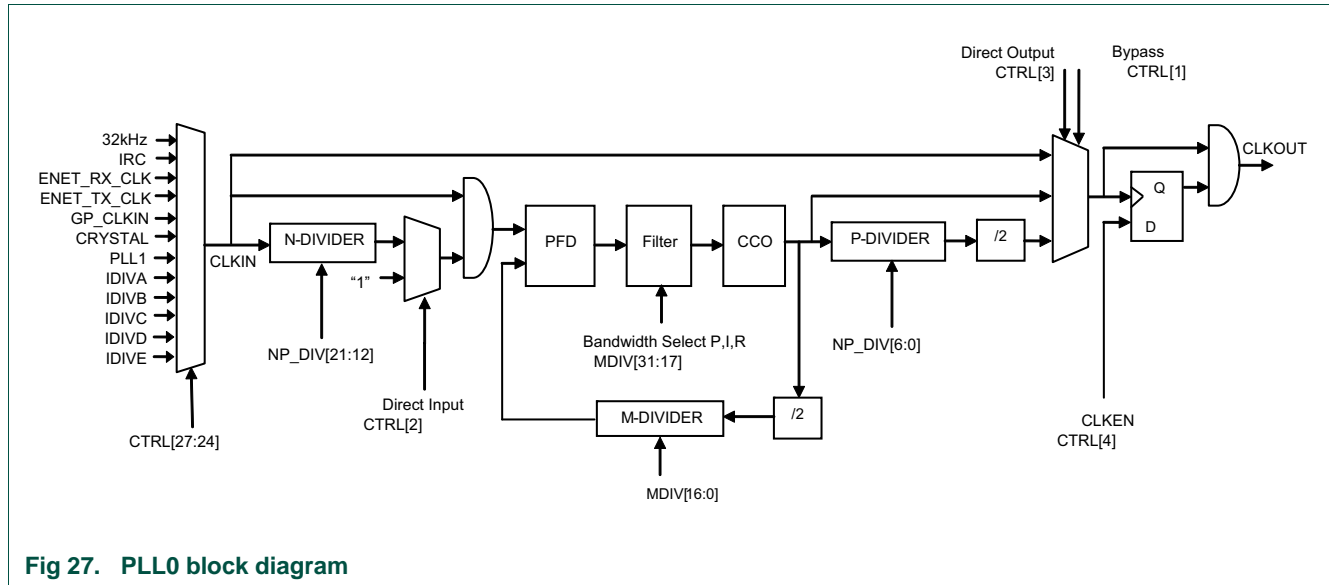 Direct Output
CTRL[3]
Bypass
CTRL[1]
32kHz
IRC
ENET_RX_CLK
ENET_TX_CLK
GP_CLKIN
CRYSTAL
PLL1
IDIVA
IDIVB
IDIVC
IDIVD
IDIVE
CTRL[27:24]
CLKIN
N-DIVIDER
NP_DIV[21:12]
"1"
Direct Input
CTRL[2]
PFD
Filter
Bandwidth Select P,I,R
MDIV[31:17]
CCO
P-DIVIDER
NP_DIV[6:0]
/2
/2
M-DIVIDER
MDIV[16:0]
Q
D
CLKEN
CTRL[4]
CLKOUT
Fig 27. PLL0 block diagram